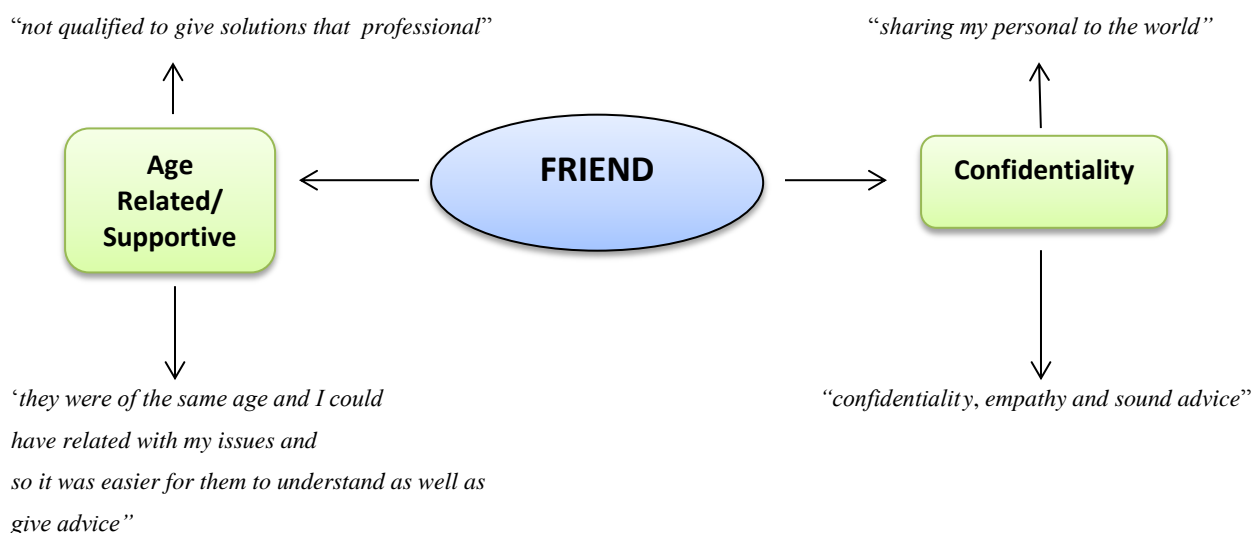 “not qualified to give solutions that professional”
“sharing my personal to the world”
Age
Related/
Supportive
FRIEND
Confidentiality
‘they were of the same age and I could
have related with my issues and
so it was easier for them to understand as well as
give advice”
“confidentiality, empathy and sound advice”